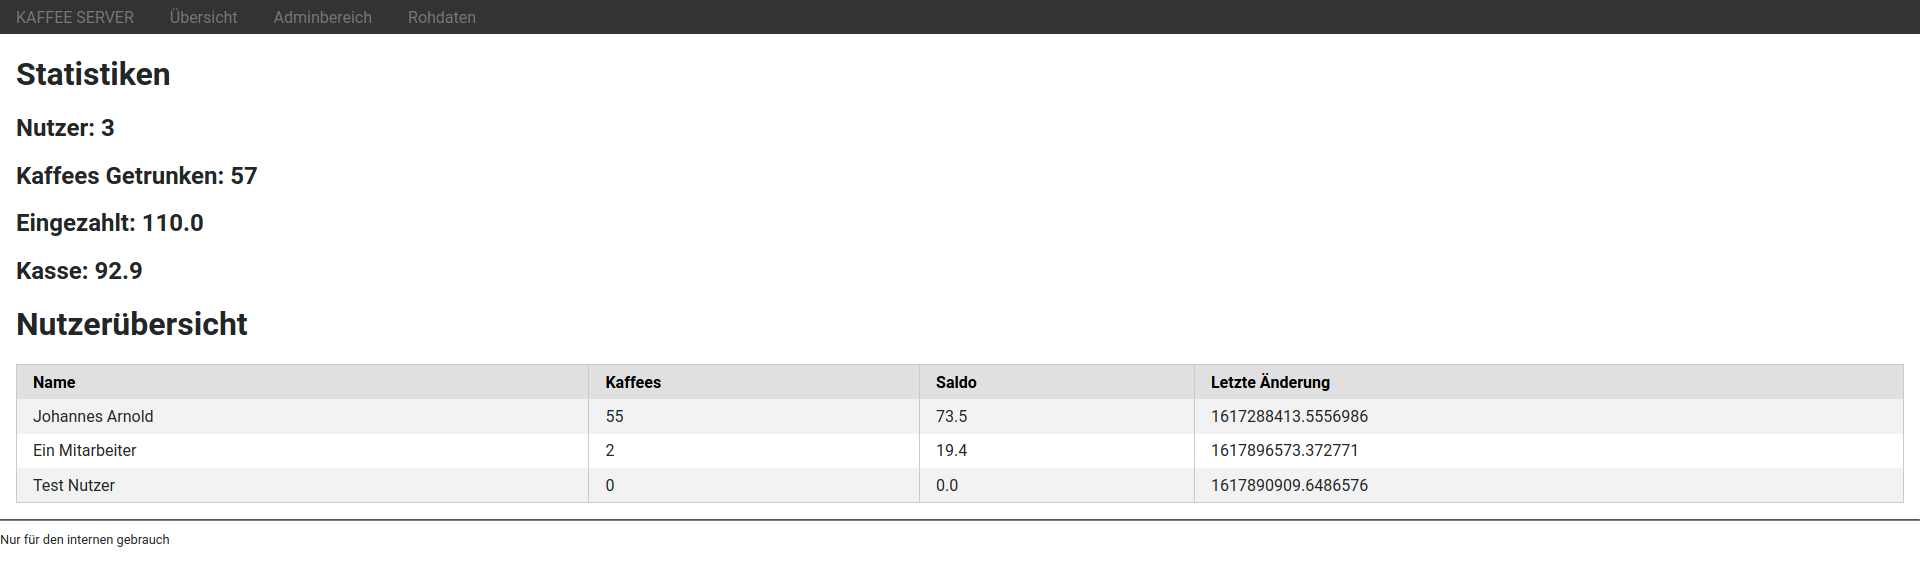 KAFFEE SERVER Übersicht Adminbereich Rohdaten
Statistiken
Nutzer: 3
Kaffees Getrunken: 57
Eingezahlt: 110.0
Kasse: 92.9
Nutzerübersicht
Name Kaffees Saldo Letzte Änderung
Johannes Arnold 55 73.5 1617288413.5556986
Ein Mitarbeiter 2 19.4 1617896573.372771
Test Nutzer 0 0.0 1617890909.6486576
Nur für den internen gebrauch